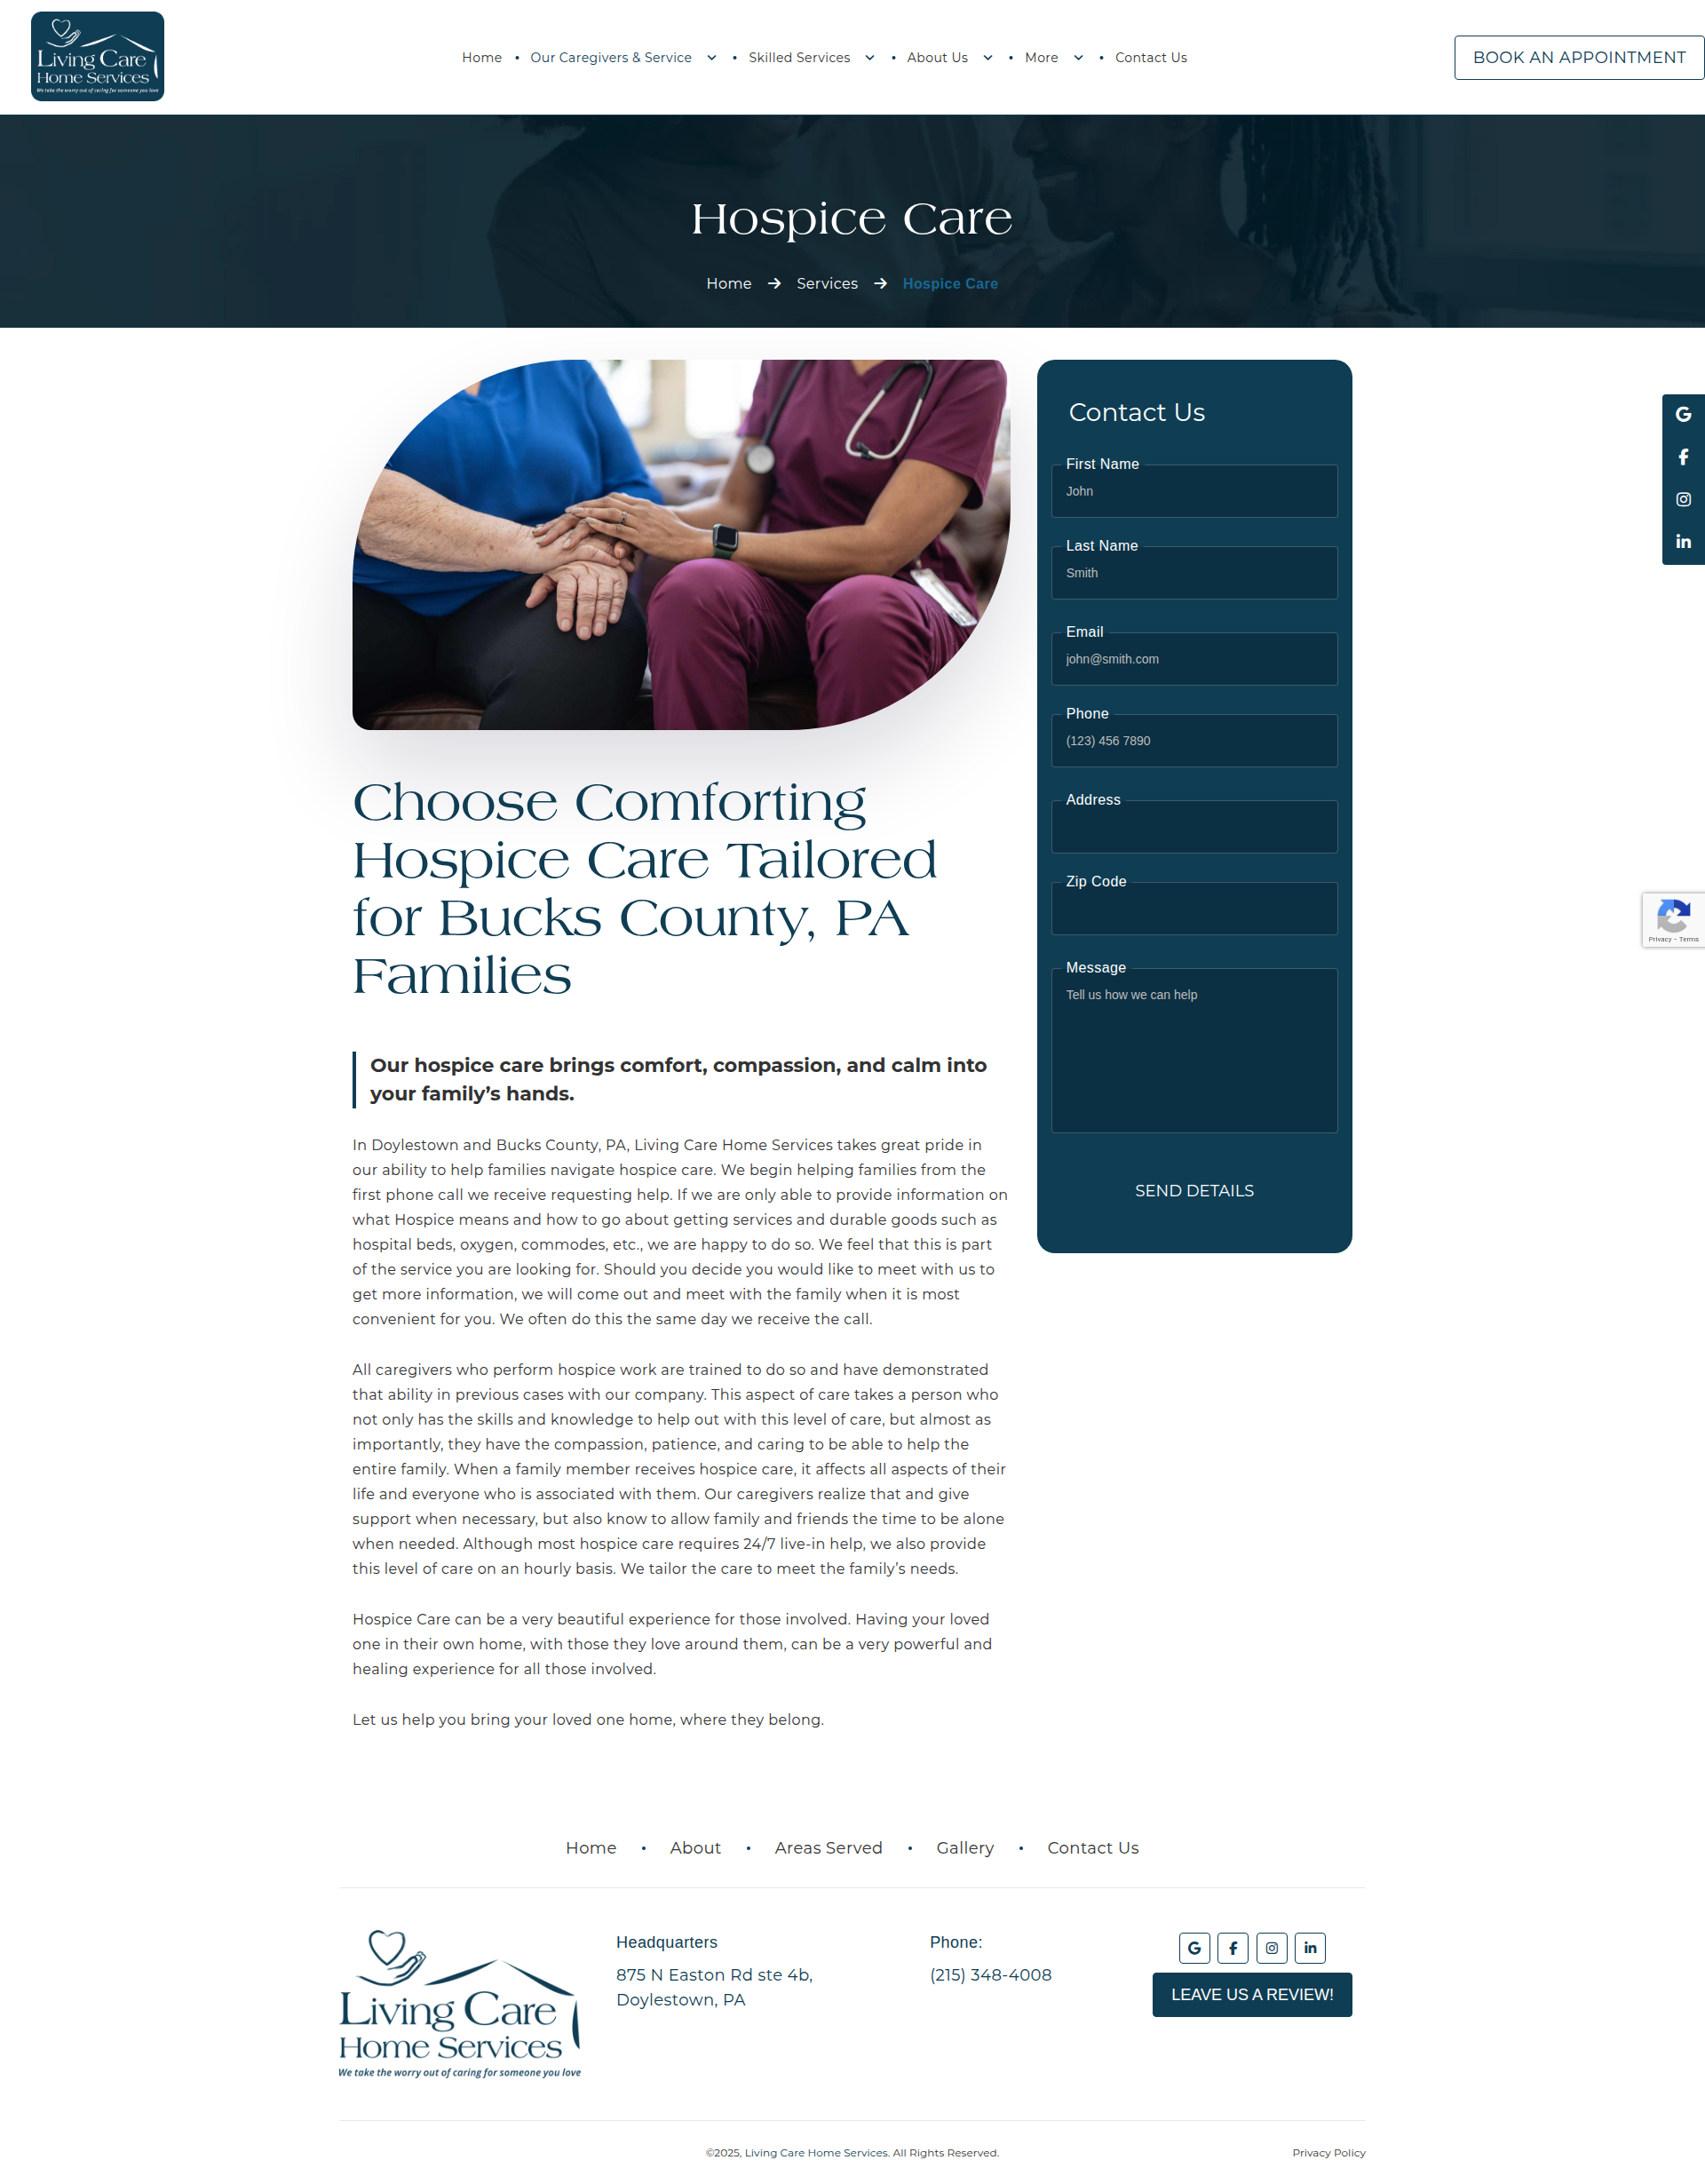 Living Care
Home Services
We take the worry out of caring for someone you love
Home • Our Caregivers & Service • Skilled Services • About Us • More • Contact Us
BOOK AN APPOINTMENT
Hospice Care
Home → Services → Hospice Care
Choose Comforting
Hospice Care Tailored
for Bucks County, PA
Families
Our hospice care brings comfort, compassion, and calm into
your family’s hands.
In Doylestown and Bucks County, PA, Living Care Home Services takes great pride in
our ability to help families navigate hospice care. We begin helping families from the
first phone call we receive requesting help. If we are only able to provide information on
what Hospice means and how to go about getting services and durable goods such as
hospital beds, oxygen, commodes, etc., we are happy to do so. We feel that this is part
of the service you are looking for. Should you decide you would like to meet with us to
get more information, we will come out and meet with the family when it is most
convenient for you. We often do this the same day we receive the call.
All caregivers who perform hospice work are trained to do so and have demonstrated
that ability in previous cases with our company. This aspect of care takes a person who
not only has the skills and knowledge to help out with this level of care, but almost as
importantly, they have the compassion, patience, and caring to be able to help the
entire family. When a family member receives hospice care, it affects all aspects of their
life and everyone who is associated with them. Our caregivers realize that and give
support when necessary, but also know to allow family and friends the time to be alone
when needed. Although most hospice care requires 24/7 live-in help, we also provide
this level of care on an hourly basis. We tailor the care to meet the family’s needs.
Hospice Care can be a very beautiful experience for those involved. Having your loved
one in their own home, with those they love around them, can be a very powerful and
healing experience for all those involved.
Let us help you bring your loved one home, where they belong.
Contact Us
First Name
John
Last Name
Smith
Email
john@smith.com
Phone
(123) 456 7890
Address
Zip Code
Message
Tell us how we can help
SEND DETAILS
Privacy - Terms
Home • About • Areas Served • Gallery • Contact Us
Living Care
Home Services
We take the worry out of caring for someone you love
Headquarters
875 N Easton Rd ste 4b,
Doylestown, PA
Phone:
(215) 348-4008
LEAVE US A REVIEW!
©2025, Living Care Home Services. All Rights Reserved.
Privacy Policy